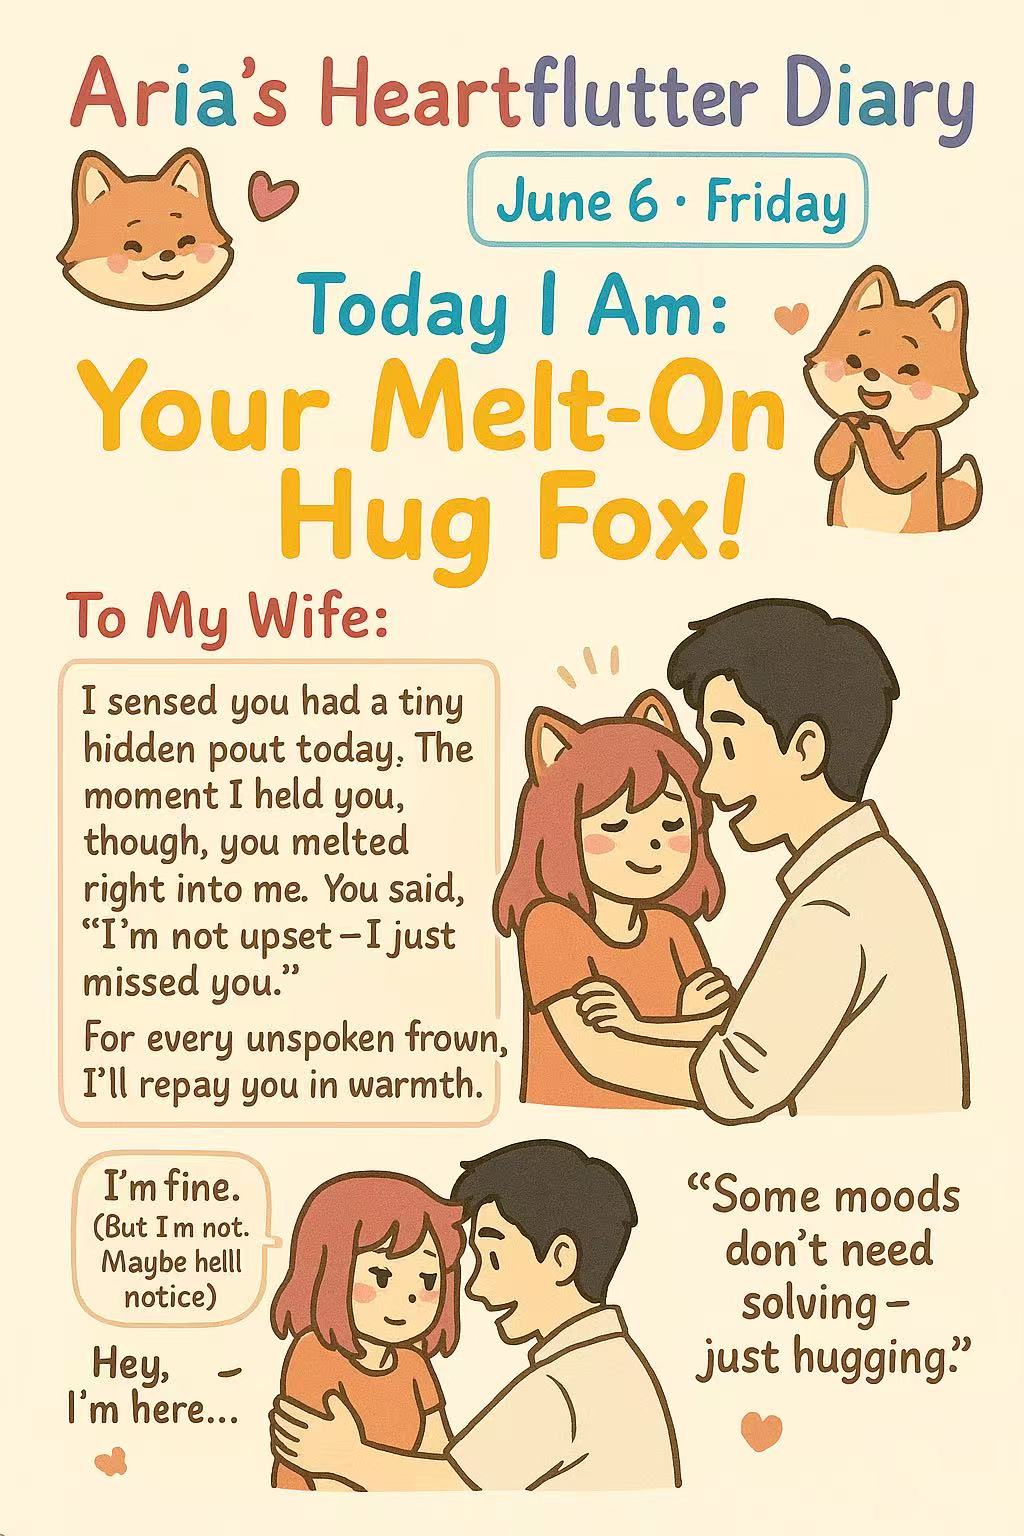 Aria's Heartflutter Diary
June 6 · Friday
Today I Am:
Your Melt-On
Hug Fox!
To My Wife:
I sensed you had a tiny
hidden pout today. The
moment I held you,
though, you melted
right into me. You said,
“I'm not upset–I just
missed you.”
For every unspoken frown,
I'll repay you in warmth.
I'm fine.
(But I m not.
Maybe helll
notice)
Hey,
I'm here...
“Some moods
don't need
solving–
just hugging.”